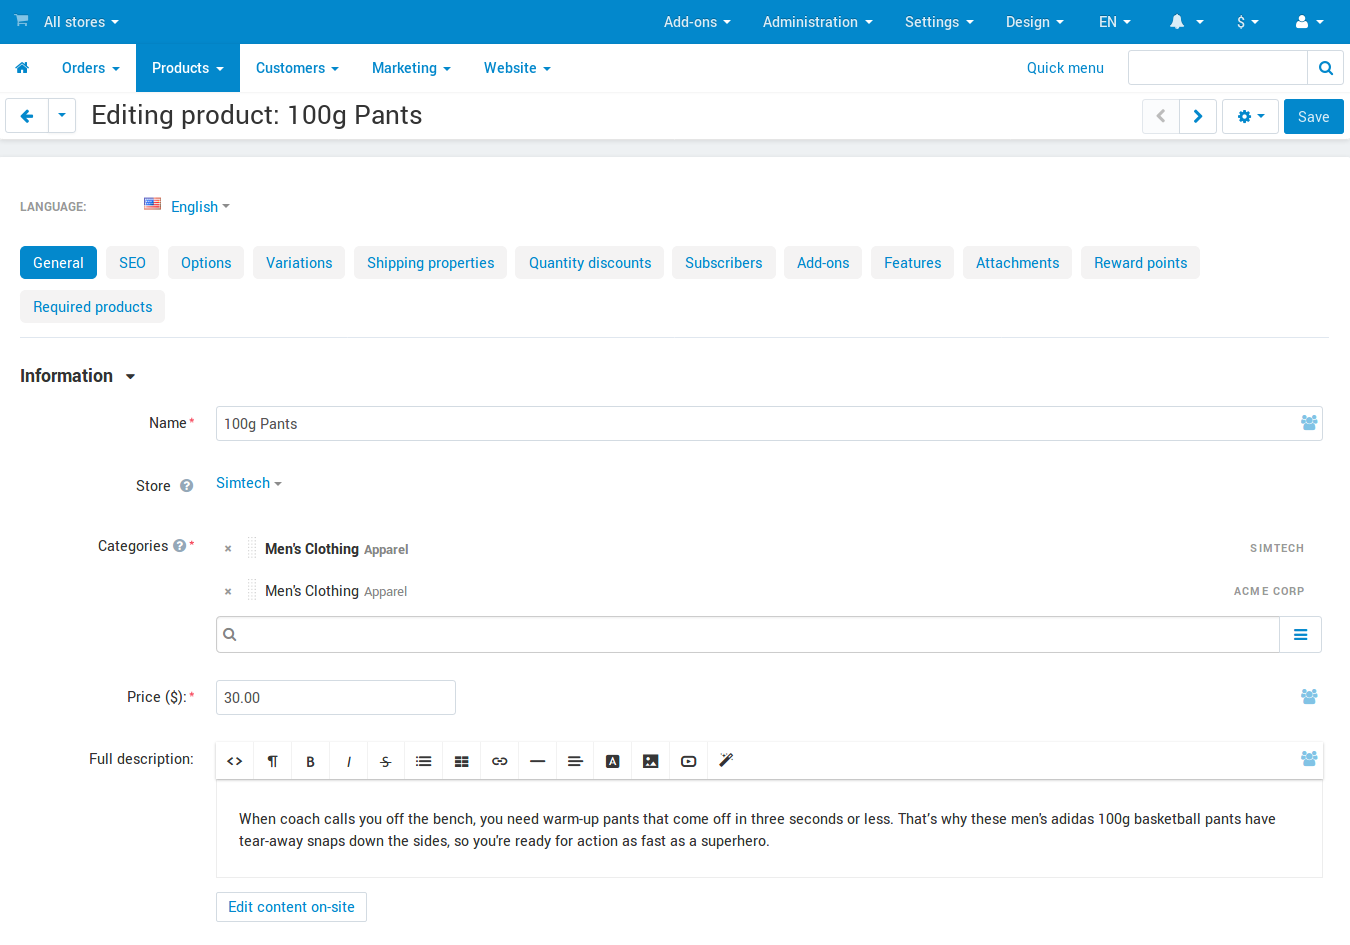 All stores Add-ons Administration Settings Design EN $
Orders Products Customers Marketing Website Quick menu
Editing product: 100g Pants Save
LANGUAGE: English
General SEO Options Variations Shipping properties Quantity discounts Subscribers Add-ons Features Attachments Reward points
Required products
Information
Name* 100g Pants
Store ? Simtech
Categories ? * × Men's Clothing Apparel SIMTECH
× Men's Clothing Apparel ACME CORP
Price ($):* 30.00
Full description: <> ¶ B I S A
When coach calls you off the bench, you need warm-up pants that come off in three seconds or less. That's why these men's adidas 100g basketball pants have
tear-away snaps down the sides, so you're ready for action as fast as a superhero.
Edit content on-site